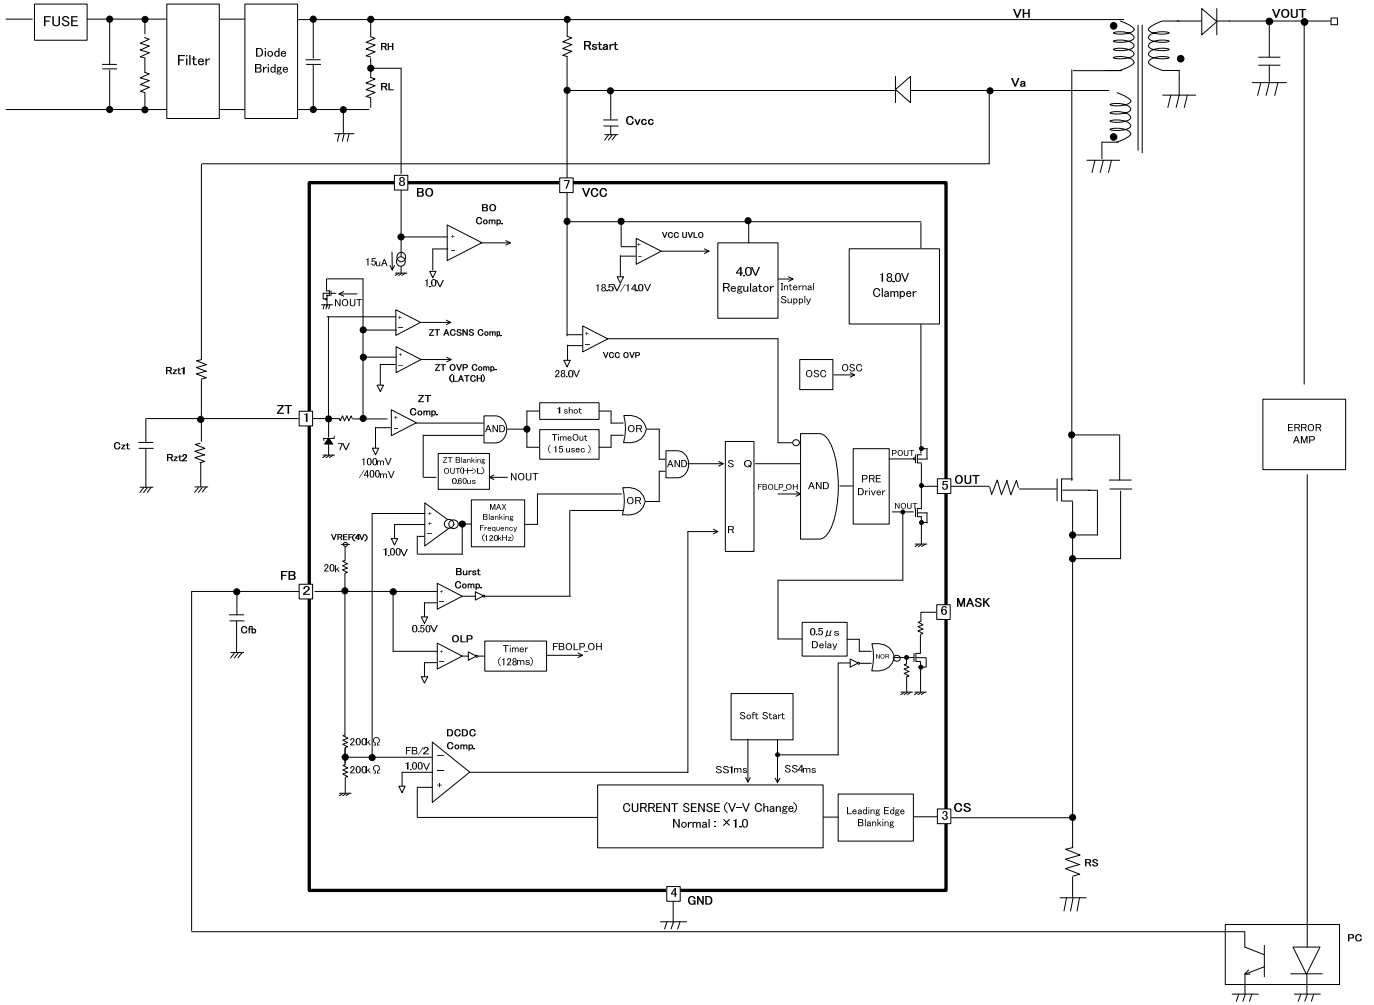 FUSE
Filter
Diode
Bridge
RH
RL
Rstart
VH
VOUT
Va
Cvcc
8
BO
7
VCC
BO
Comp.
15uA
1.0V
VCC UVLO
18.5V/14.0V
4.0V
Regulator
Internal
Supply
18.0V
Clamper
NOUT
ZT ACSNS Comp.
ZT OVP Comp.
(LATCH)
VCC OVP
28.0V
OSC
OSC
Rzt1
ZT
1
Czt
Rzt2
7V
ZT
Comp.
100mV
/400mV
AND
1 shot
TimeOut
( 15 usec )
OR
ZT Blanking
OUT(H->L)
0.60us
NOUT
AND
S
Q
R
FBOLP_OH
AND
PRE
Driver
POUT
NOUT
5
OUT
ERROR
AMP
OR
MAX
Blanking
Frequency
(120kHz)
1.00V
VREF(4V)
20k
FB
2
Cfb
Burst
Comp.
0.50V
OLP
Timer
(128ms)
FBOLP_OH
0.5μs
Delay
NOR
6
MASK
Soft Start
SS1ms
SS4ms
200kΩ
200kΩ
FB/2
1.00V
DCDC
Comp.
CURRENT SENSE (V-V Change)
Normal : ×1.0
Leading Edge
Blanking
3
CS
RS
4
GND
PC